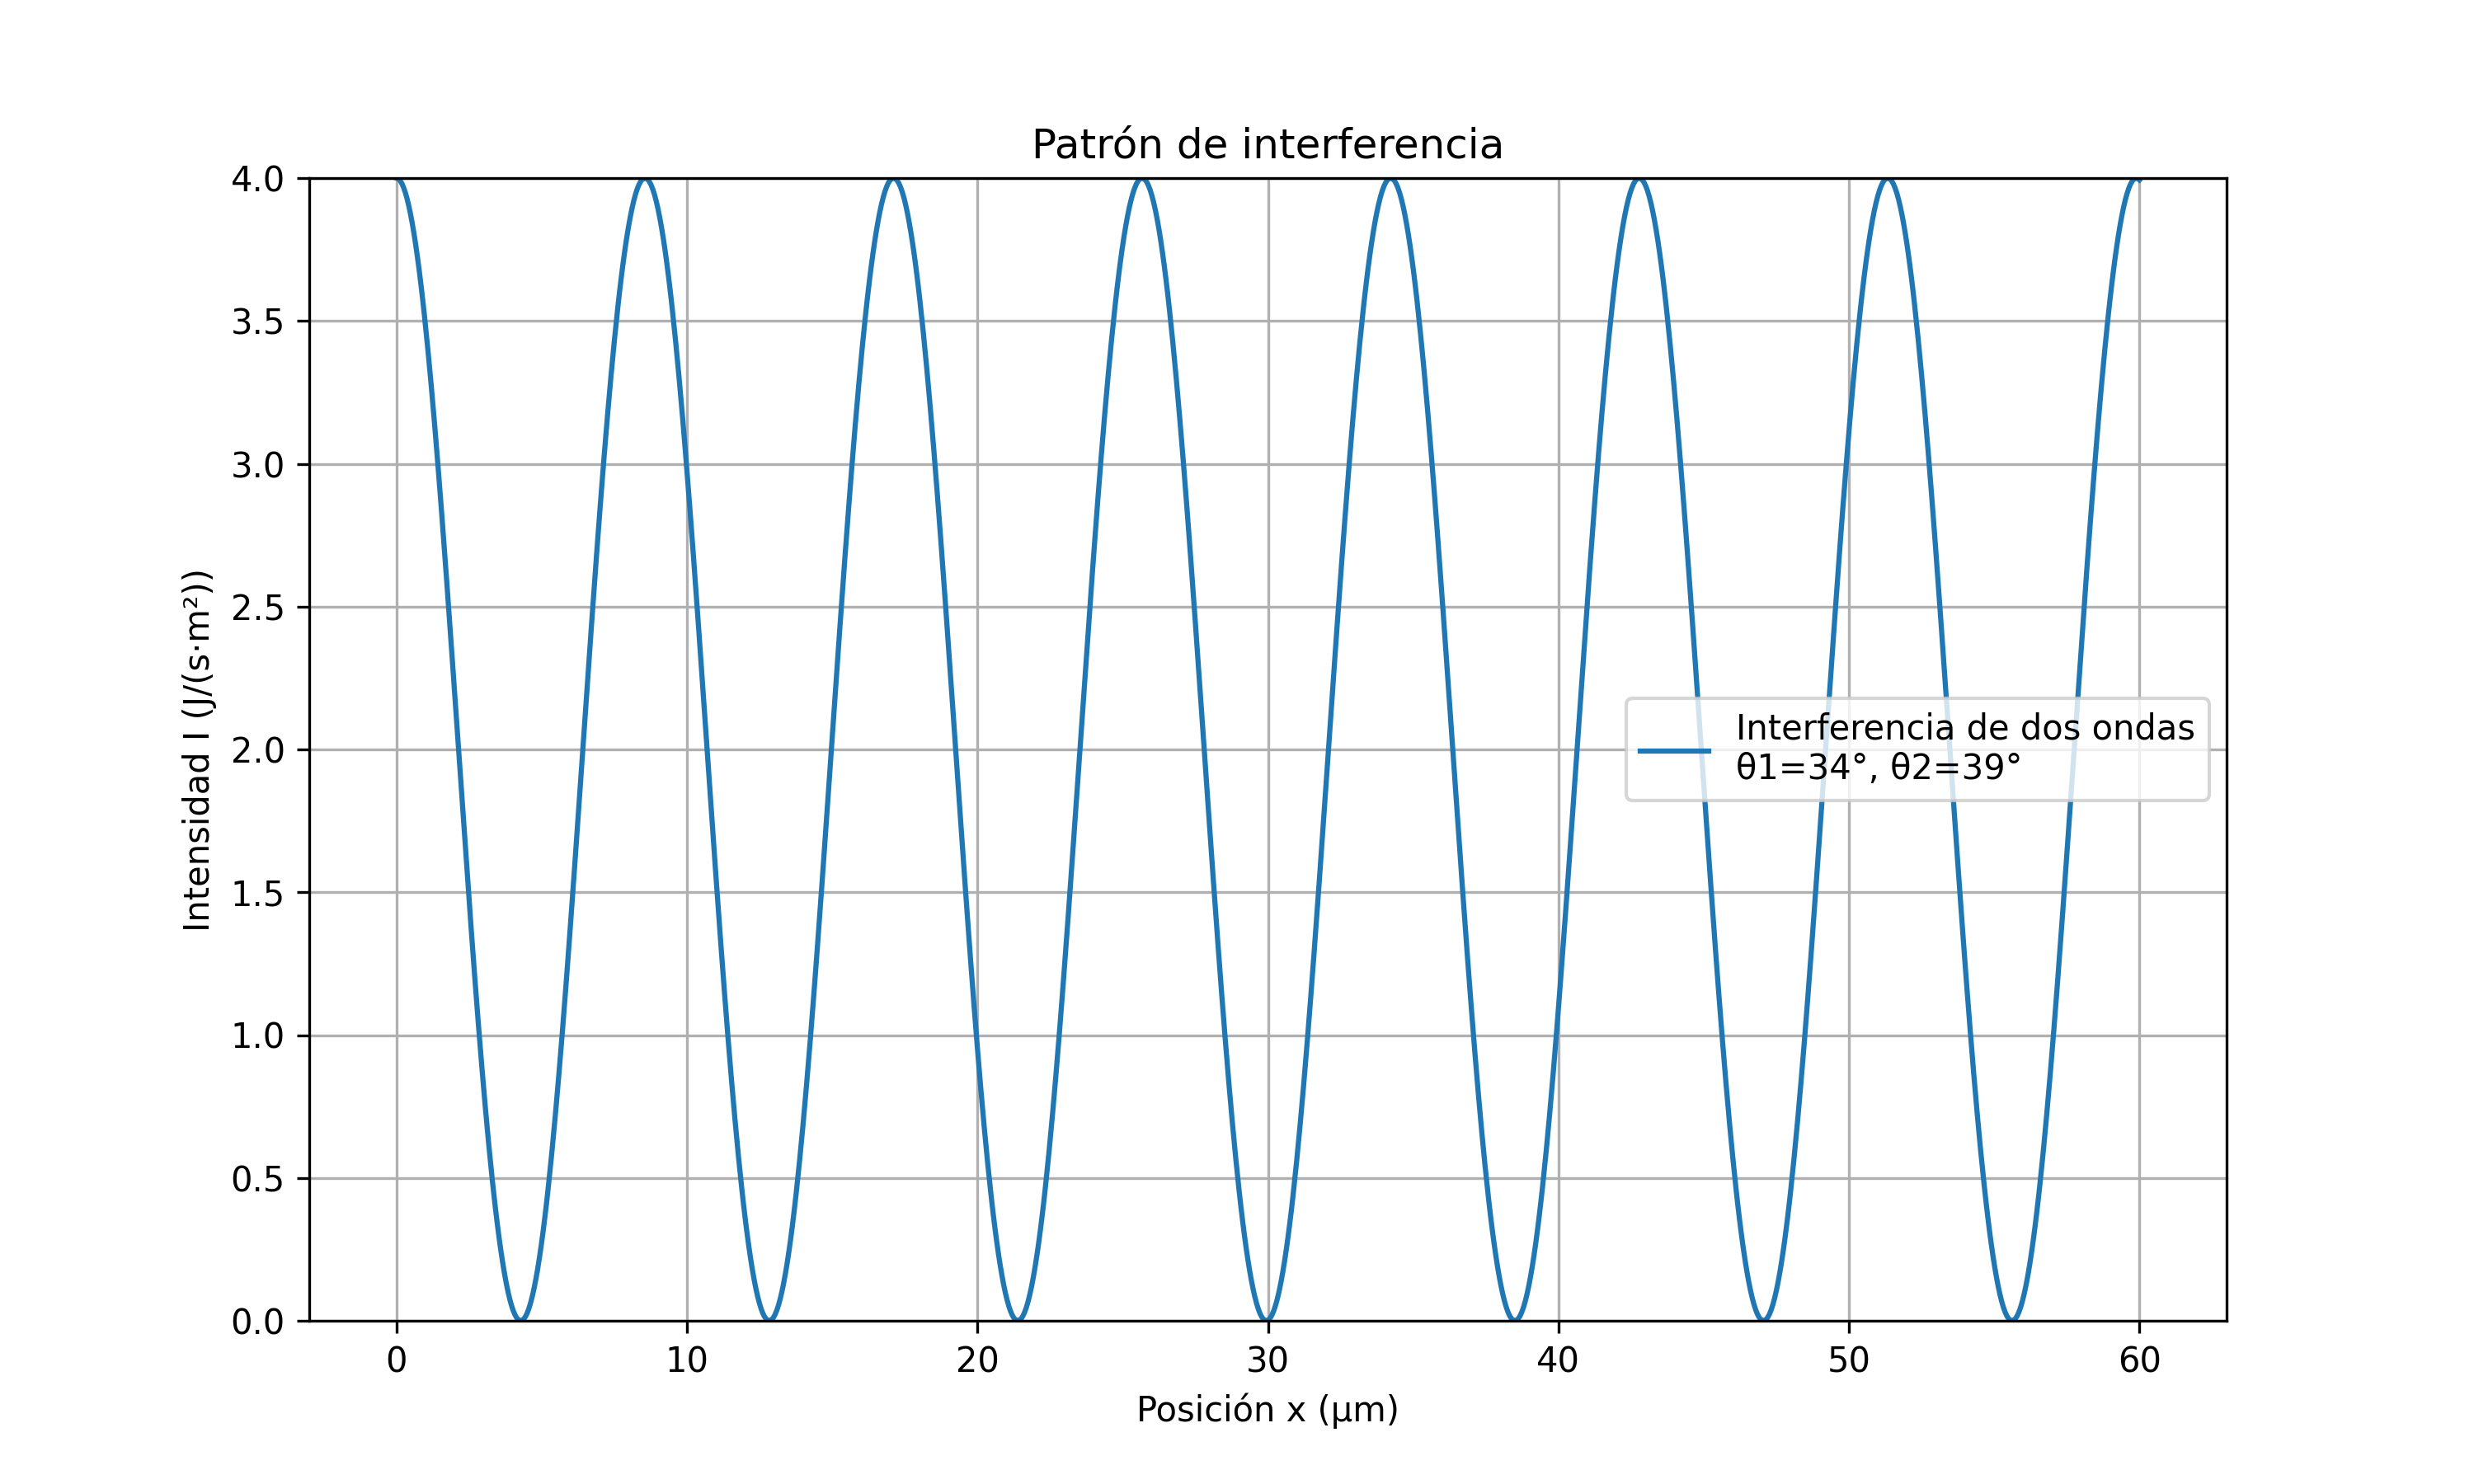 Patrón de interferencia
4.0
3.5
3.0
2.5
2.0
1.5
1.0
0.5
0.0
Intensidad I (J/(s·m²))
Interferencia de dos ondas
θ1=34°, θ2=39°
0 10 20 30 40 50 60
Posición x (μm)